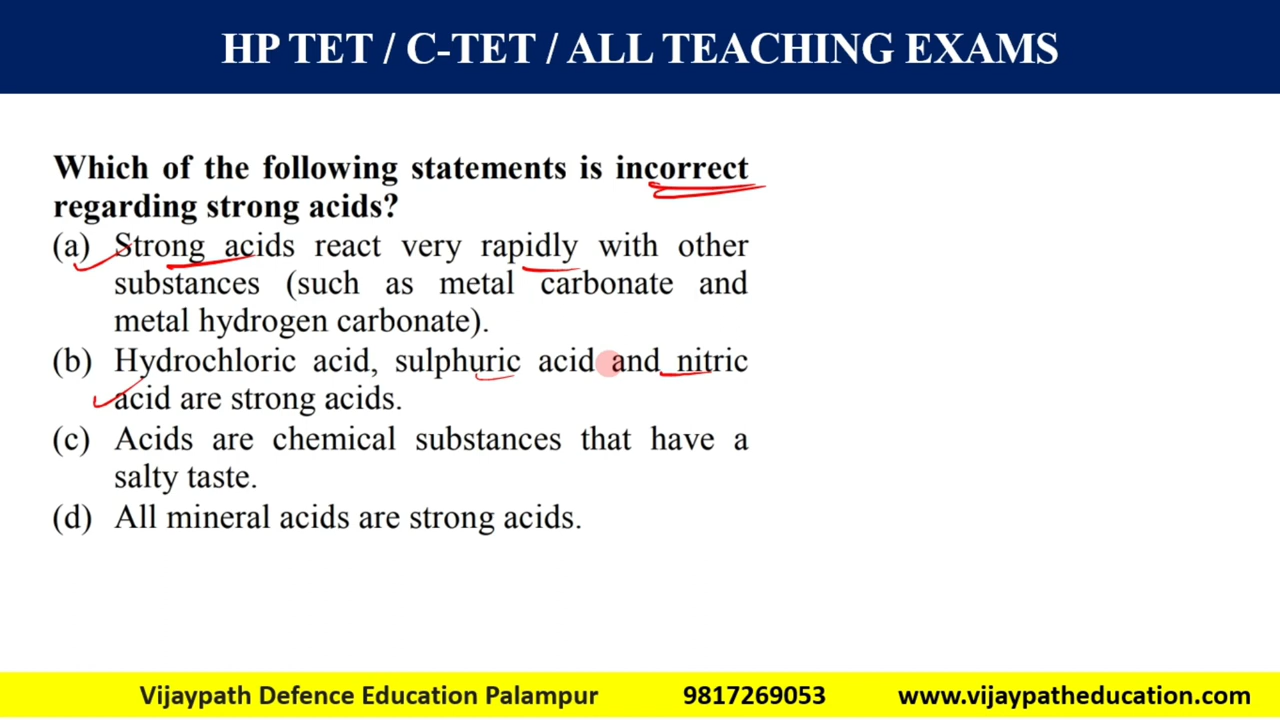 HP TET / C-TET / ALL TEACHING EXAMS
Which of the following statements is incorrect
regarding strong acids?
(a) Strong acids react very rapidly with other
substances (such as metal carbonate and
metal hydrogen carbonate).
(b) Hydrochloric acid, sulphuric acid and nitric
acid are strong acids.
(c) Acids are chemical substances that have a
salty taste.
(d) All mineral acids are strong acids.
Vijaypath Defence Education Palampur 9817269053 www.vijaypatheducation.com